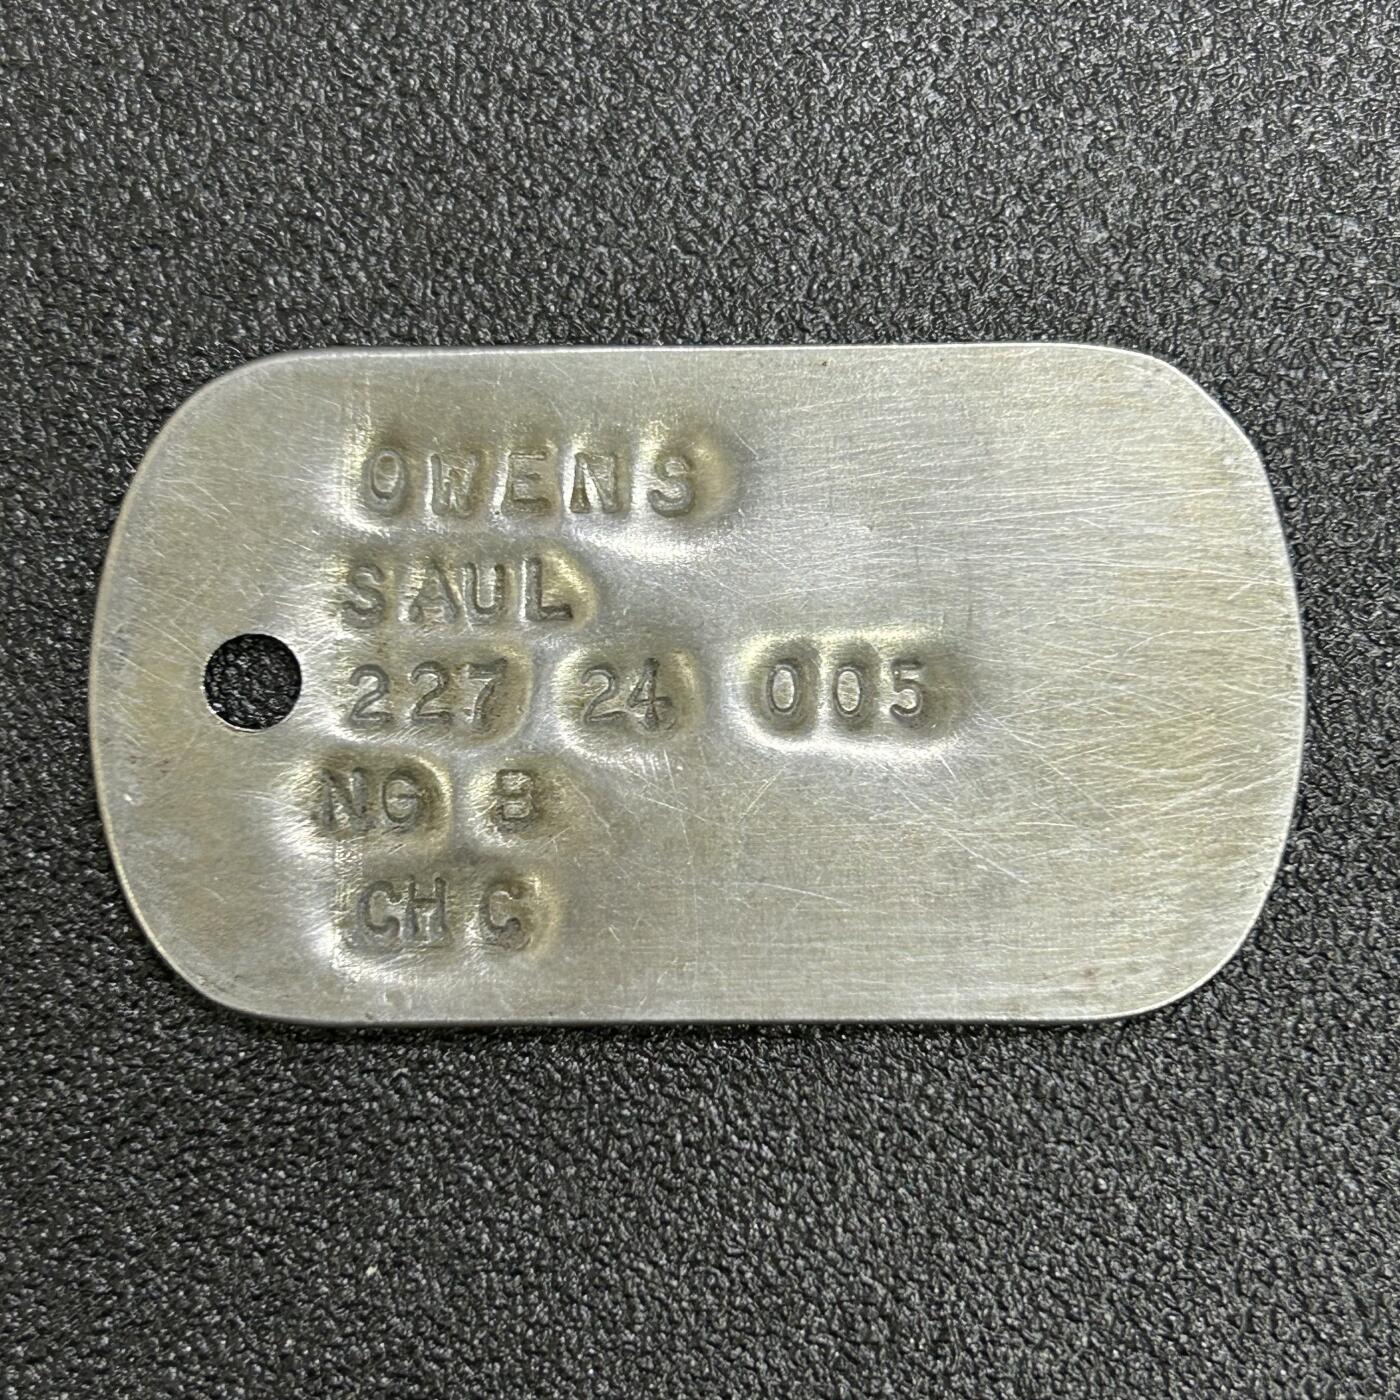 OWENS
SAUL
227 24 005
NG B
CH C